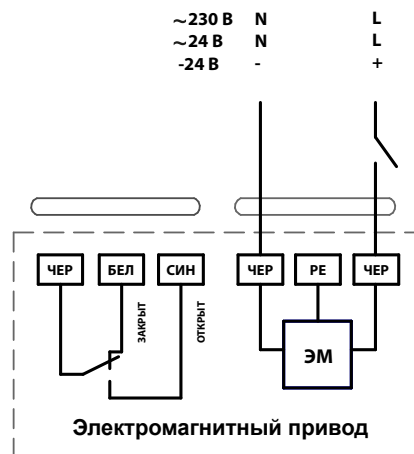 ~230 В N L
~24 В N L
-24 В - +
ЧЕР БЕЛ СИН ЧЕР PE ЧЕР
ЗАКРЫТ
ОТКРЫТ
ЭМ
Электромагнитный привод